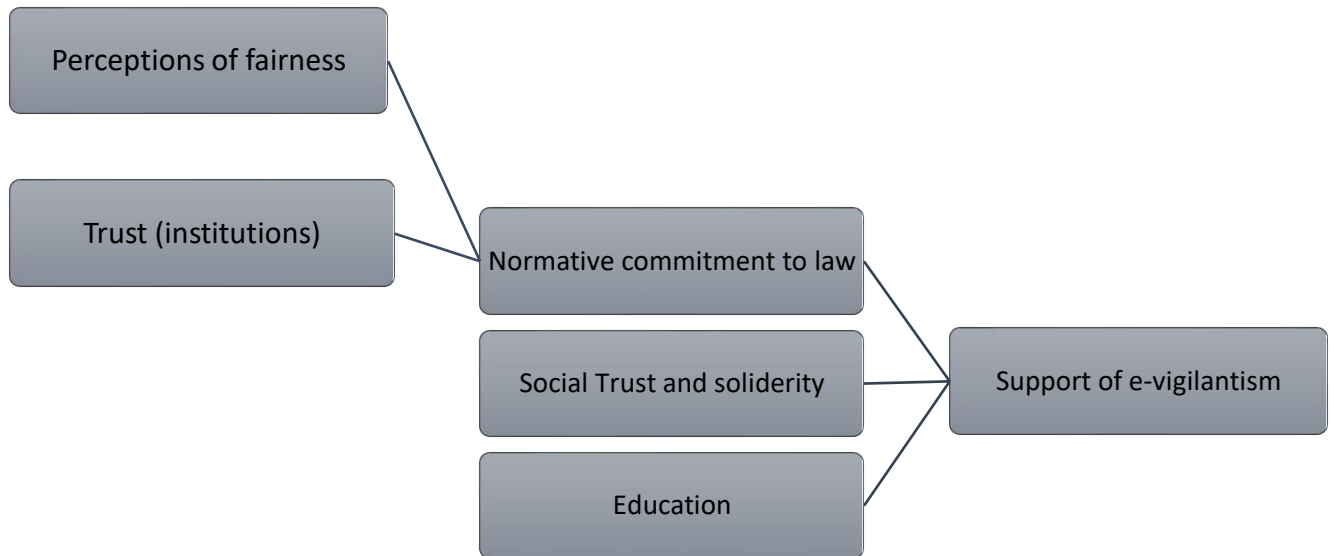 Perceptions of fairness
Trust (institutions)
Normative commitment to law
Social Trust and soliderity
Education
Support of e-vigilantism